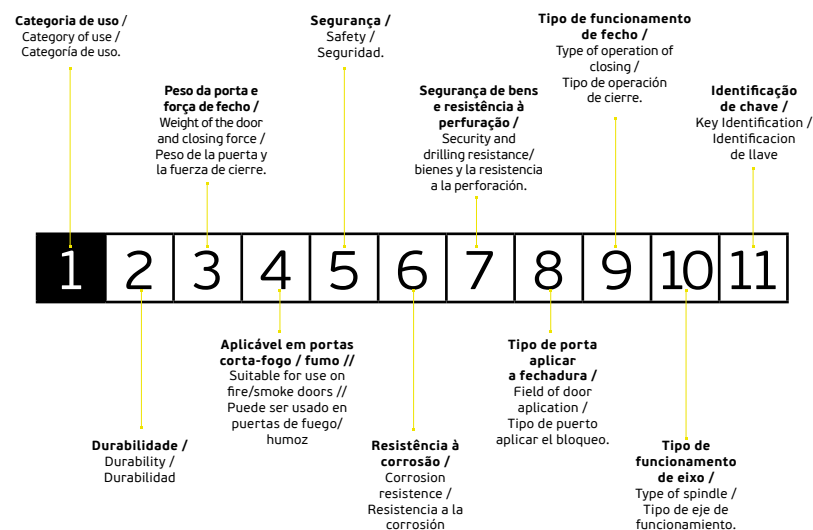 Categoria de uso /
Category of use /
Categoría de uso.
Peso da porta e
força de fecho /
Weight of the door
and closing force /
Peso de la puerta y
la fuerza de cierre.
Segurança /
Safety /
Seguridad.
Segurança de bens
e resistência à
perfuração /
Security and
drilling resistance/
bienes y la resistencia
a la perforación.
Tipo de funcionamento
de fecho /
Type of operation of
closing /
Tipo de operación
de cierre.
Identificação
de chave /
Key Identification /
Identificacion
de llave
1 2 3 4 5 6 7 8 9 10 11
Durabilidade /
Durability /
Durabilidad
Aplicável em portas
corta-fogo / fumo //
Suitable for use on
fire/smoke doors //
Puede ser usado en
puertas de fuego/
humoz
Resistência à
corrosão /
Corrosion
resistence /
Resistencia a la
corrosión
Tipo de porta
aplicar
a fechadura /
Field of door
aplication /
Tipo de puerto
aplicar el bloqueo.
Tipo de
funcionamento
de eixo /
Type of spindle /
Tipo de eje de
funcionamiento.